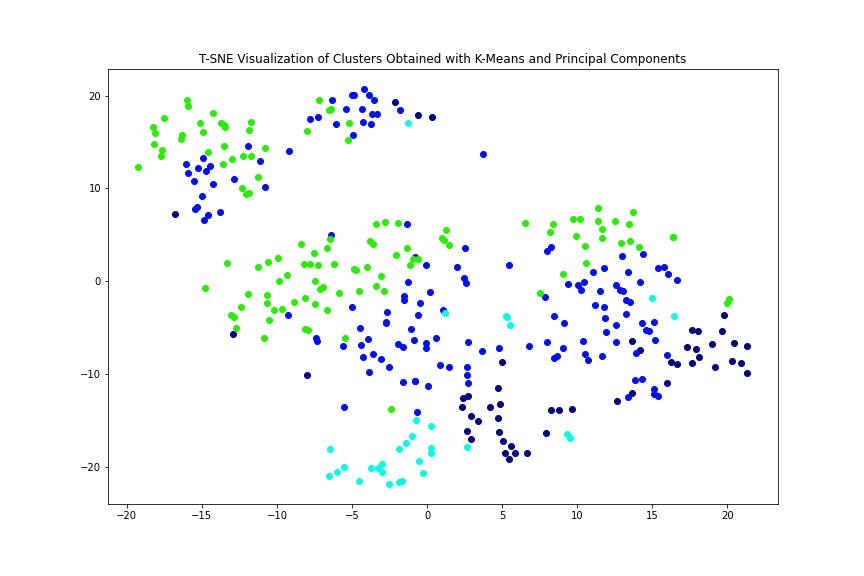 T-SNE Visualization of Clusters Obtained with K-Means and Principal Components
20
10
0
−10
−20
−20 −15 −10 −5 0 5 10 15 20